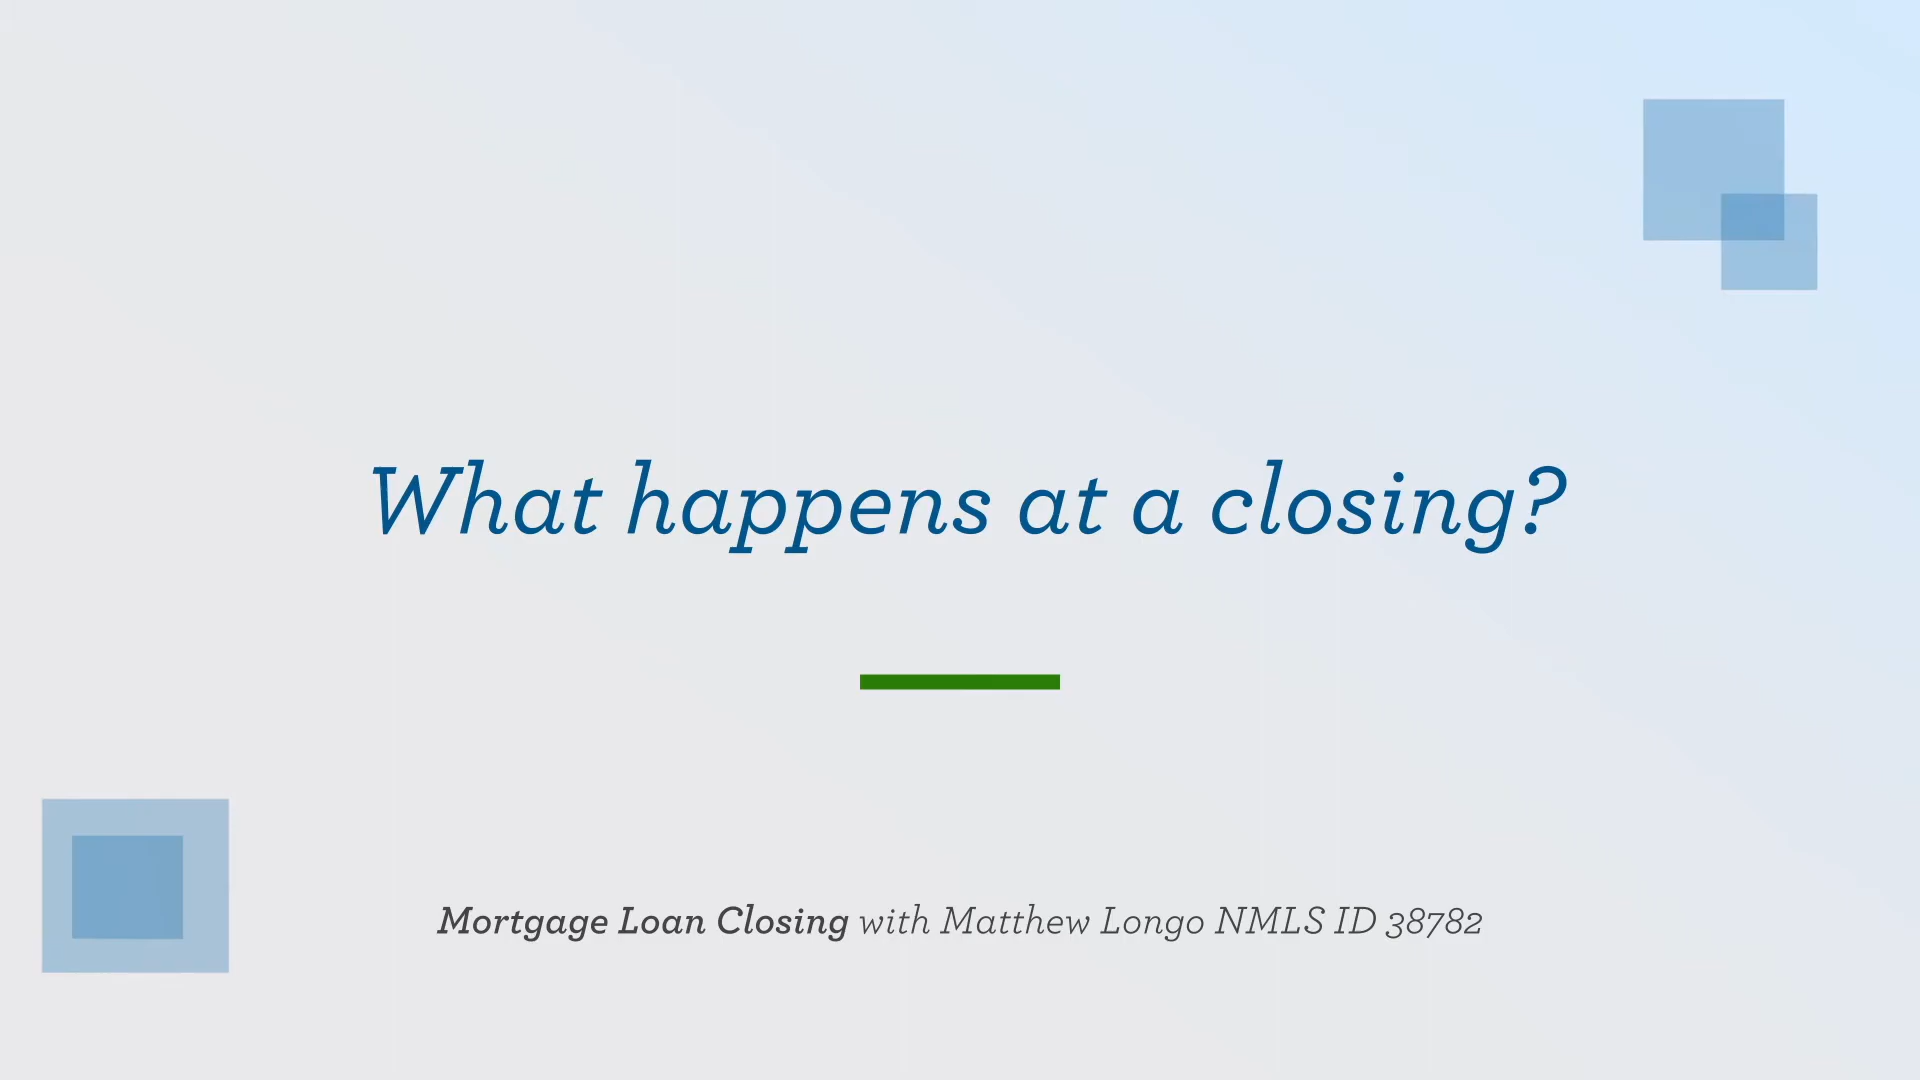 What happens at a closing?
Mortgage Loan Closing with Matthew Longo NMLS ID 38782